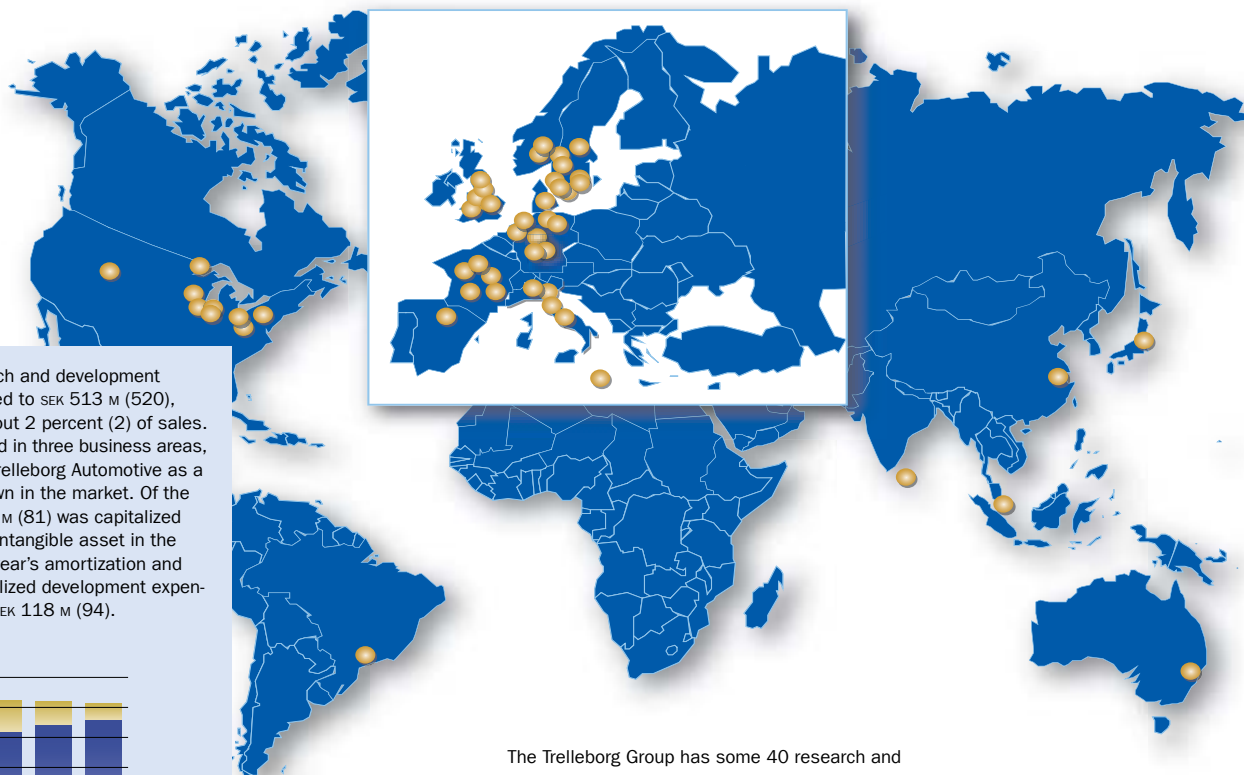 ch and development
ed to SEK 513 M (520),
out 2 percent (2) of sales.
d in three business areas,
relleborg Automotive as a
wn in the market. Of the
M (81) was capitalized
ntangible asset in the
year's amortization and
alized development expen-
EK 118 M (94).
The Trelleborg Group has some 40 research and